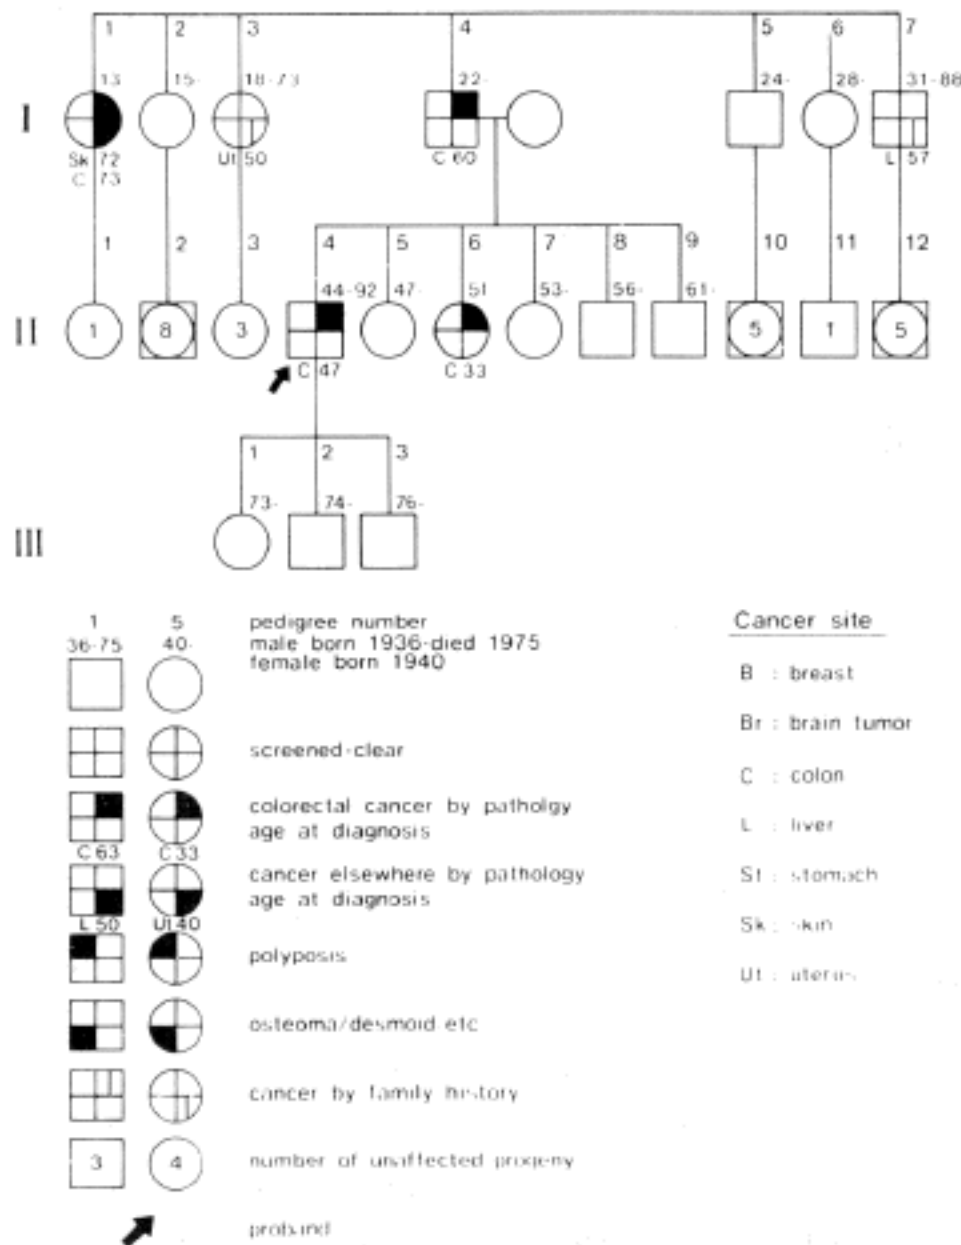 1 2 3 4 5 6 7
13 15- 18-73 22- 24- 28- 31-88
I
Sk 72 Ut 50 C 60 L 57
C 73
1 2 3 4 5 6 7 8 9 10 11 12
44-92 47- 51 53- 56- 61-
II 1 8 3 5 1 5
C 47 C 33
1 2 3
73- 74- 76-
III
1 5 pedigree number
36-75 40- male born 1936-died 1975
female born 1940
screened-clear
colorectal cancer by patholgy
age at diagnosis
C 63 C 33
cancer elsewhere by pathology
age at diagnosis
L 50 Ut 40
polyposis
osteoma/desmoid etc
cancer by family history
3 4 number of unaffected progeny
proband
Cancer site
B : breast
Br : brain tumor
C : colon
L : liver
St : stomach
Sk : skin
Ut : uterus